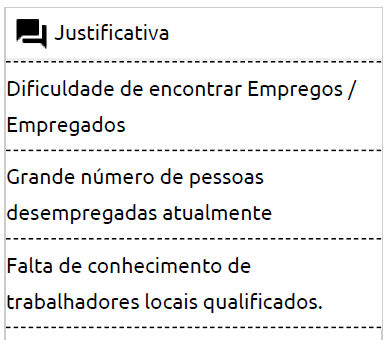 Justificativa
Dificuldade de encontrar Empregos /
Empregados
Grande número de pessoas
desempregadas atualmente
Falta de conhecimento de
trabalhadores locais qualificados.